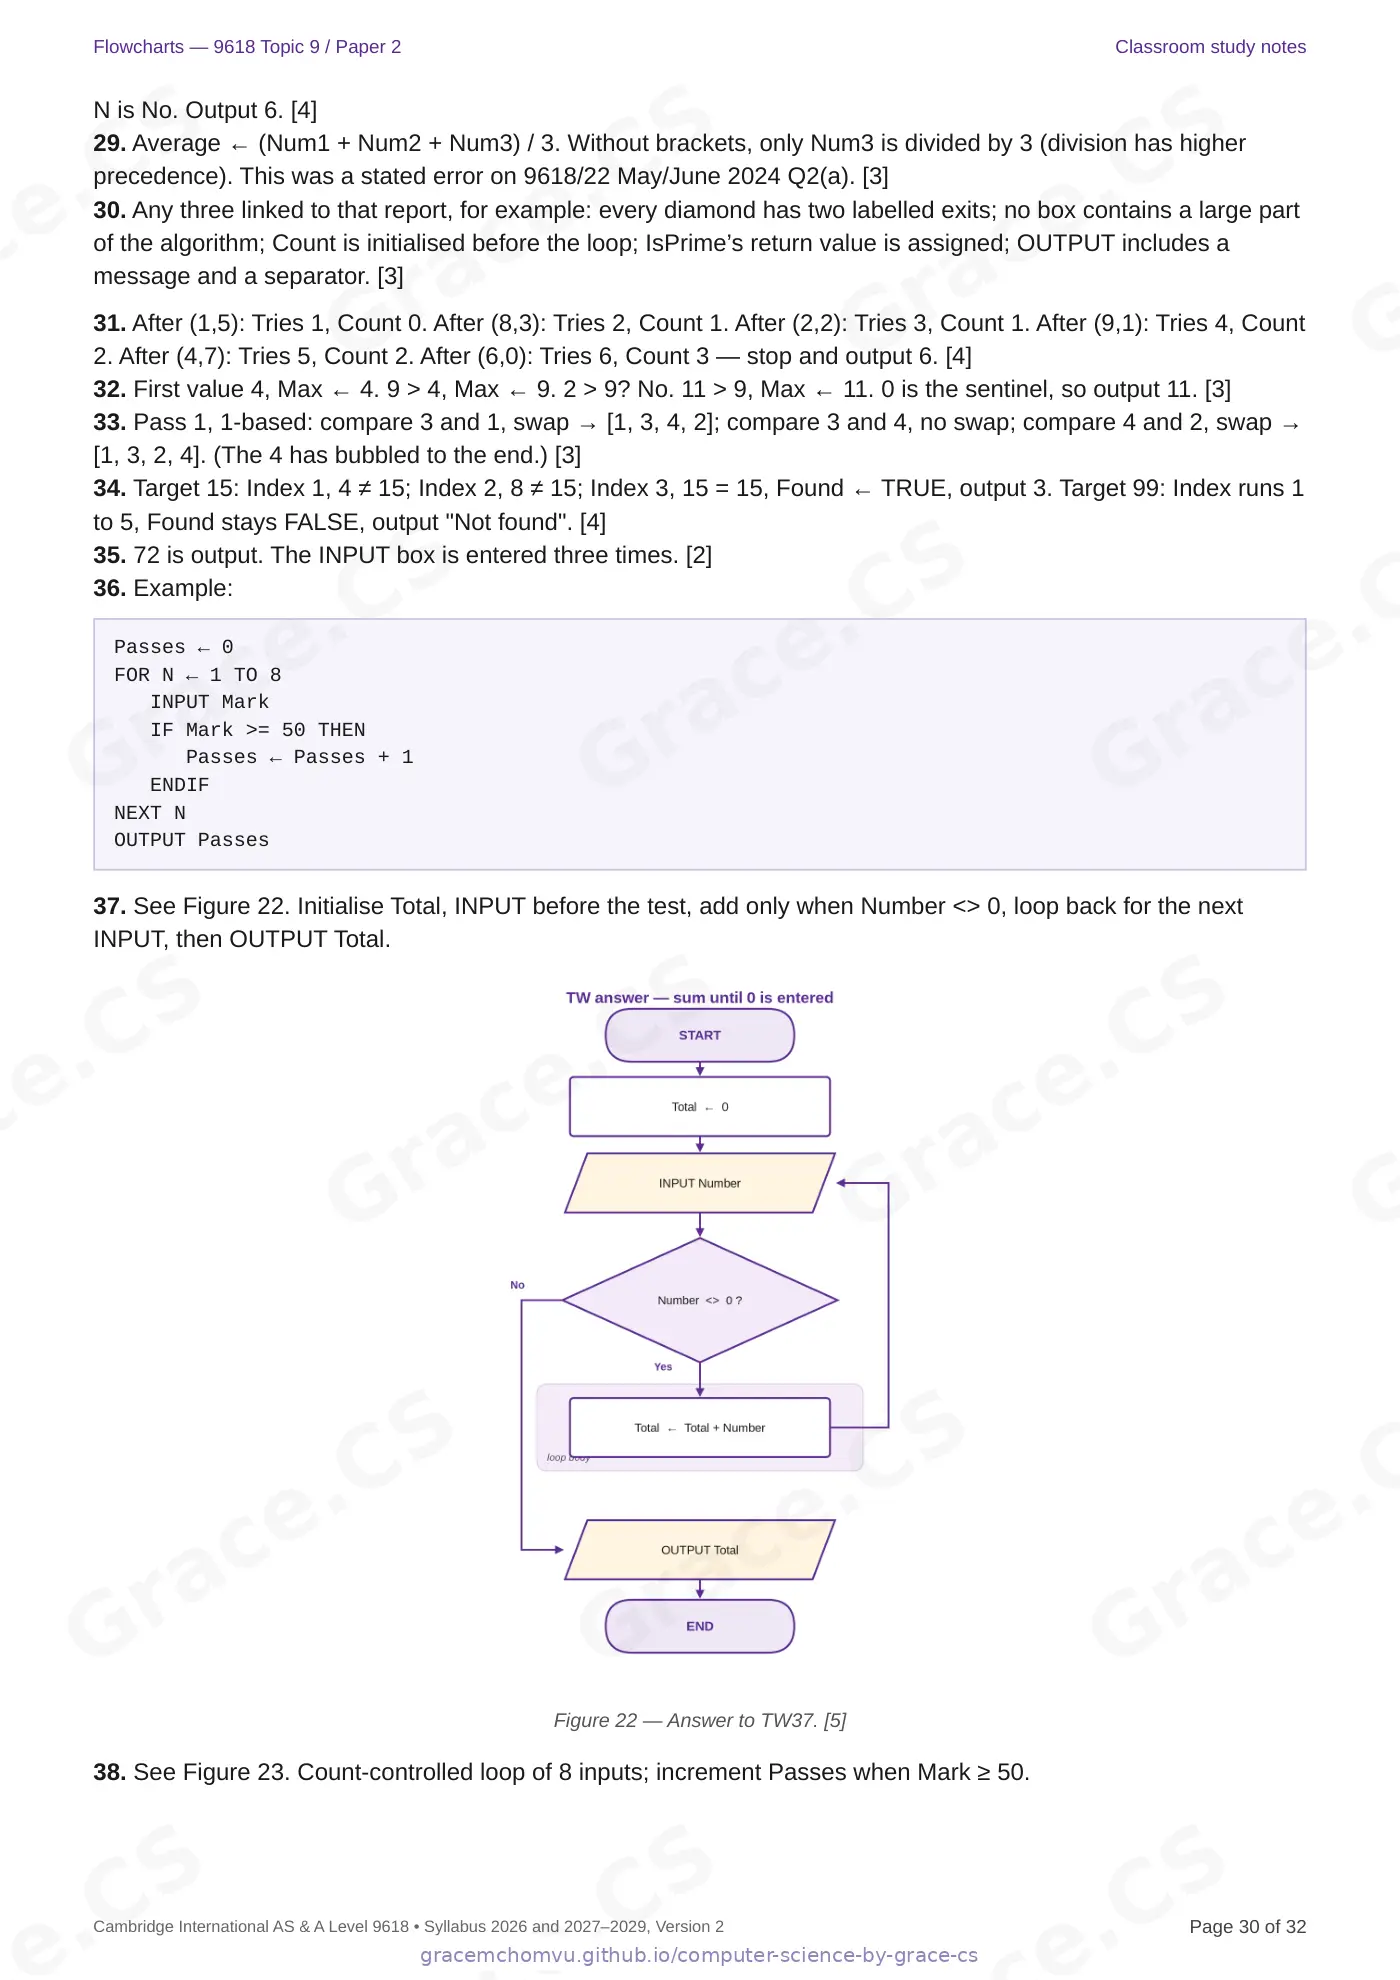 Flowcharts — 9618 Topic 9 / Paper 2
Classroom study notes
N is No. Output 6. [4]
29. Average ← (Num1 + Num2 + Num3) / 3. Without brackets, only Num3 is divided by 3 (division has higher
precedence). This was a stated error on 9618/22 May/June 2024 Q2(a). [3]
30. Any three linked to that report, for example: every diamond has two labelled exits; no box contains a large part
of the algorithm; Count is initialised before the loop; IsPrime’s return value is assigned; OUTPUT includes a
message and a separator. [3]
31. After (1,5): Tries 1, Count 0. After (8,3): Tries 2, Count 1. After (2,2): Tries 3, Count 1. After (9,1): Tries 4, Count
2. After (4,7): Tries 5, Count 2. After (6,0): Tries 6, Count 3 — stop and output 6. [4]
32. First value 4, Max ← 4. 9 > 4, Max ← 9. 2 > 9? No. 11 > 9, Max ← 11. 0 is the sentinel, so output 11. [3]
33. Pass 1, 1-based: compare 3 and 1, swap → [1, 3, 4, 2]; compare 3 and 4, no swap; compare 4 and 2, swap →
[1, 3, 2, 4]. (The 4 has bubbled to the end.) [3]
34. Target 15: Index 1, 4 ≠ 15; Index 2, 8 ≠ 15; Index 3, 15 = 15, Found ← TRUE, output 3. Target 99: Index runs 1
to 5, Found stays FALSE, output "Not found". [4]
35. 72 is output. The INPUT box is entered three times. [2]
36. Example:
Passes ← 0
FOR N ← 1 TO 8
   INPUT Mark
   IF Mark >= 50 THEN
      Passes ← Passes + 1
   ENDIF
NEXT N
OUTPUT Passes
37. See Figure 22. Initialise Total, INPUT before the test, add only when Number <> 0, loop back for the next
INPUT, then OUTPUT Total.
TW answer — sum until 0 is entered
START
Total ← 0
INPUT Number
No
Number <> 0 ?
Yes
Total ← Total + Number
loop body
OUTPUT Total
END
Figure 22 — Answer to TW37. [5]
38. See Figure 23. Count-controlled loop of 8 inputs; increment Passes when Mark ≥ 50.
Cambridge International AS & A Level 9618 • Syllabus 2026 and 2027–2029, Version 2
Page 30 of 32
gracemchomvu.github.io/computer-science-by-grace-cs
Grace.CS